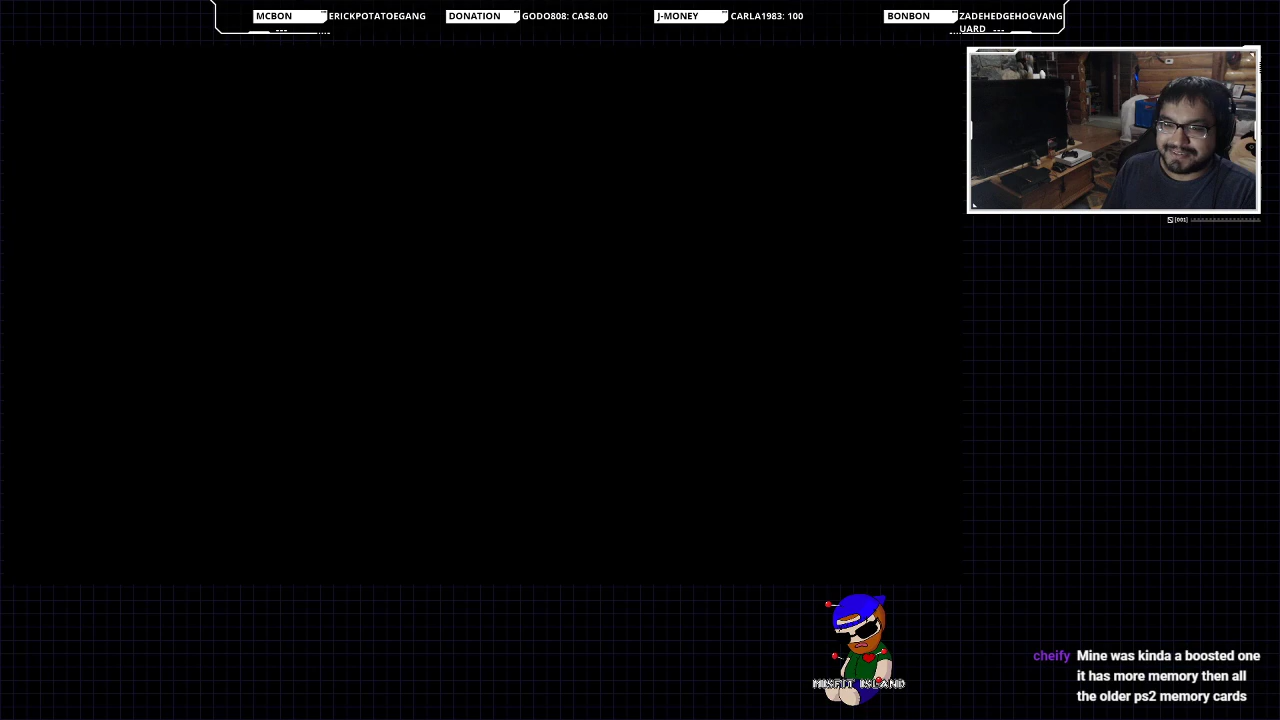 MCBON ERICKPOTATOEGANG DONATION GODO808: CA$8.00 J-MONEY CARLA1983: 100 BONBON ZADEHEDGEHOGVANG
--- UARD ---
[001]
MISFIT ISLAND
cheify Mine was kinda a boosted one
it has more memory then all
the older ps2 memory cards